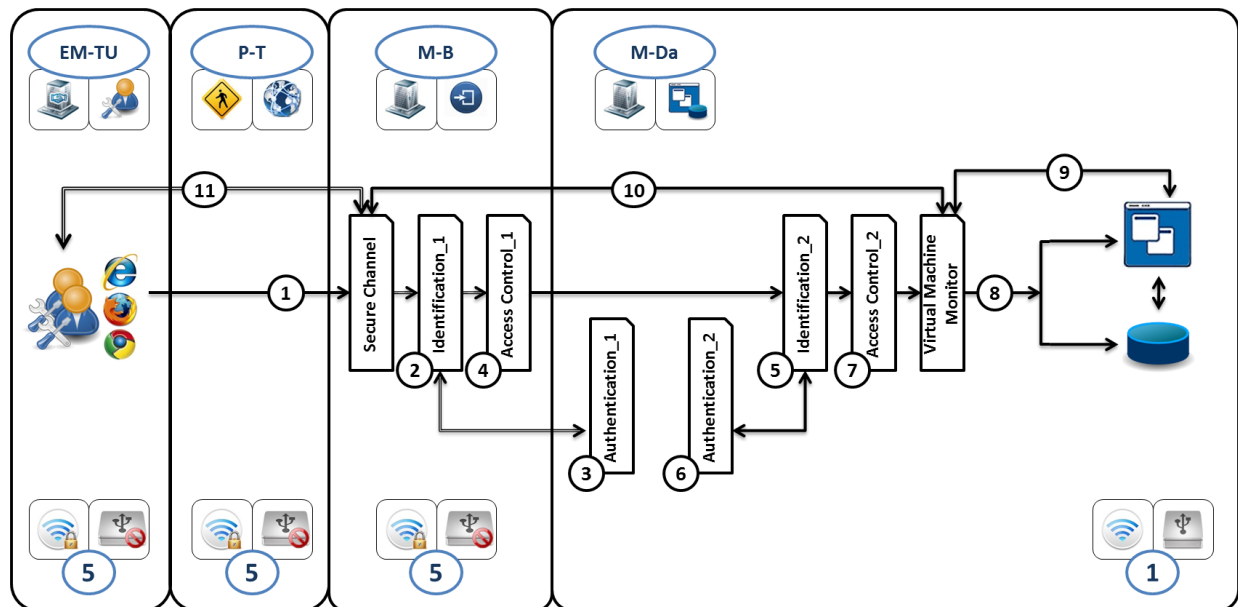 EM-TU
P-T
M-B
M-Da
11
10
9
Secure Channel
Identification_1
Access Control_1
Identification_2
Access Control_2
Virtual Machine
Monitor
1
8
2
4
5
7
Authentication_1
Authentication_2
3
6
5
5
5
1